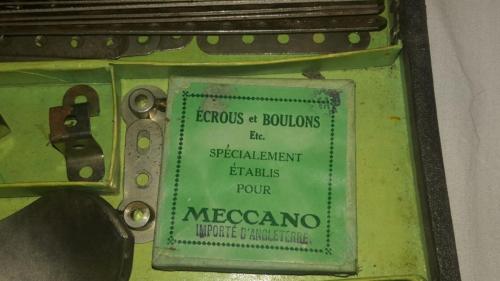 ÉCROUS et BOULONS
Etc.
SPÉCIALEMENT
ÉTABLIS
POUR
MECCANO
IMPORTÉ D'ANGLETERRE.